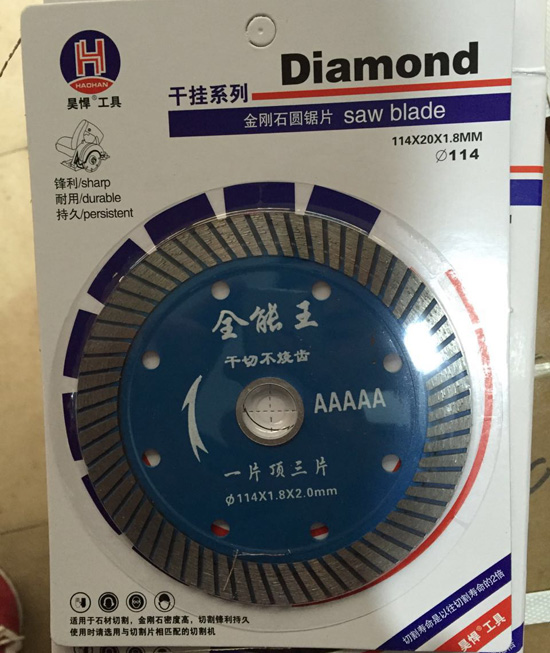 HAOHAN
昊悍®工具
Diamond
干挂系列
金刚石圆锯片 saw blade
114X20X1.8MM
∅114
锋利/sharp
耐用/durable
持久/persistent
全能王
干切不烧齿
AAAAA
一片顶三片
∅114X1.8X2.0mm
适用于石材切割，金刚石密度高，切割锋利持久
使用时请选用与切割片相匹配的切割机
切割寿命是以往切割寿命的2倍
昊悍®工具